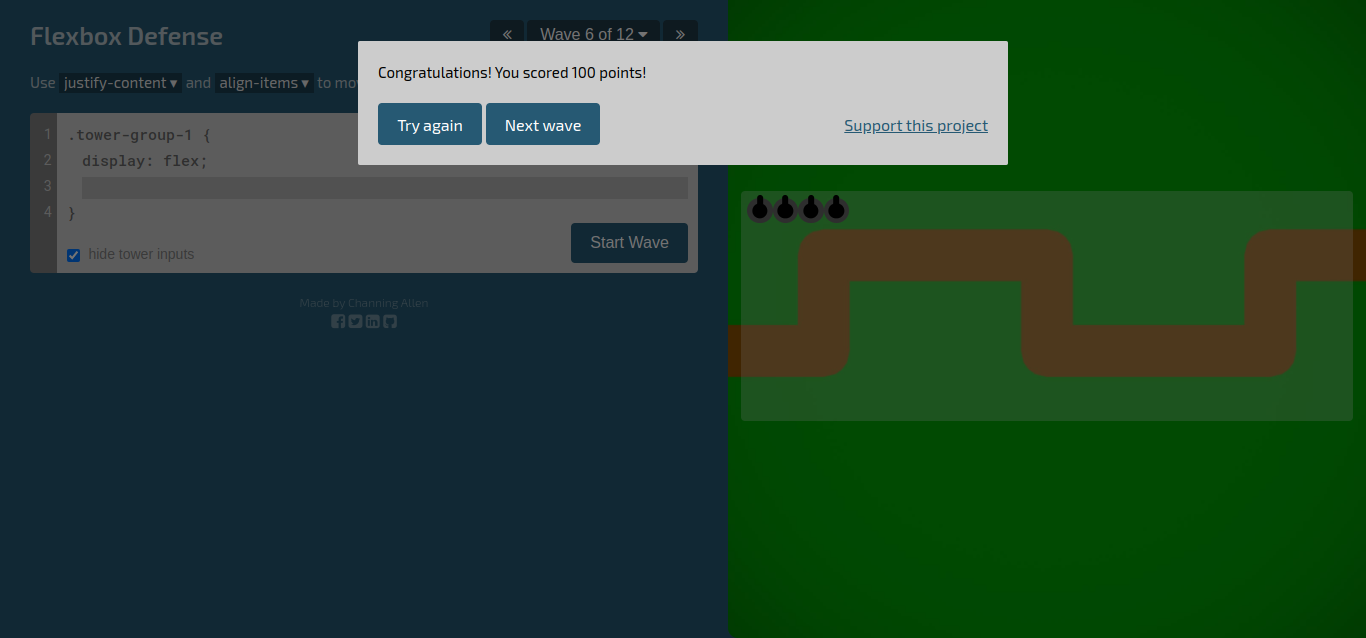 Flexbox Defense
« Wave 6 of 12 ▾ »
Congratulations! You scored 100 points!
Use justify-content ▾ and align-items ▾ to
Try again Next wave Support this project
1 .tower-group-1 {
2 display: flex;
3
4 }
hide tower inputs
Start Wave
Made by Channing Allen